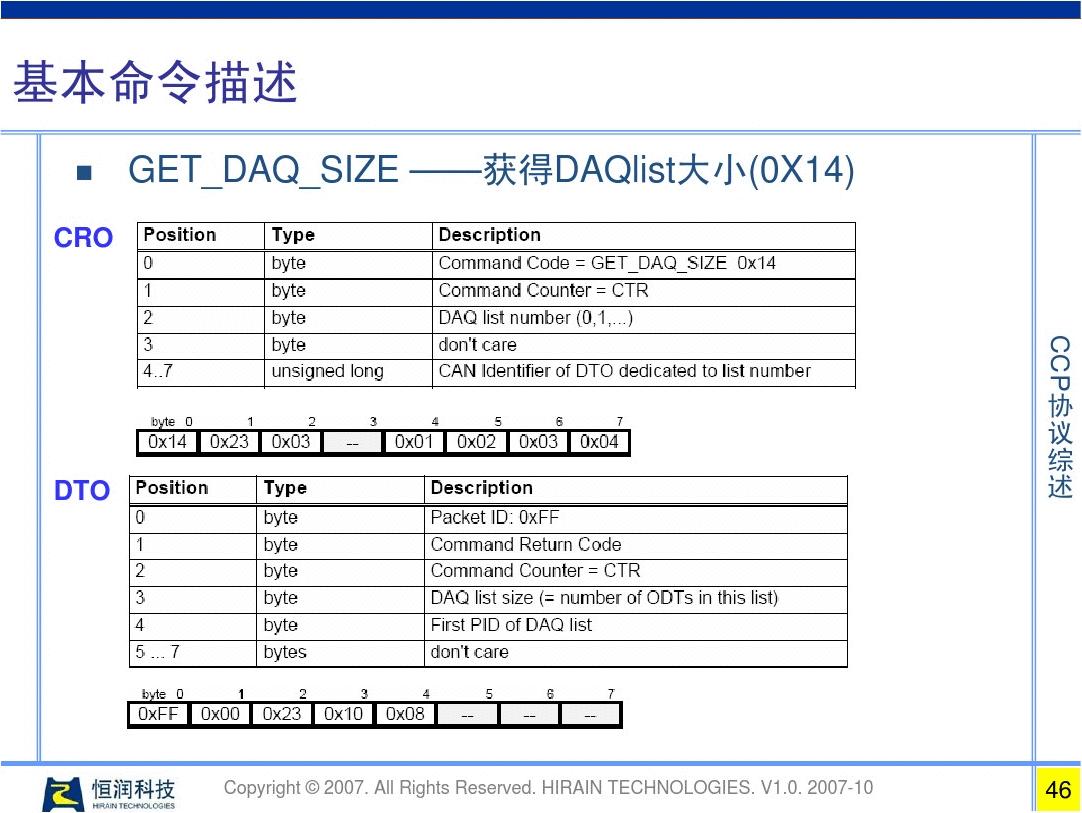 基本命令描述
GET_DAQ_SIZE ——获得DAQlist大小(0X14)
CRO
Position Type Description
0 byte Command Code = GET_DAQ_SIZE 0x14
1 byte Command Counter = CTR
2 byte DAQ list number (0,1,...)
3 byte don't care
4..7 unsigned long CAN Identifier of DTO dedicated to list number
byte 0 1 2 3 4 5 6 7
0x14 0x23 0x03 -- 0x01 0x02 0x03 0x04
DTO
Position Type Description
0 byte Packet ID: 0xFF
1 byte Command Return Code
2 byte Command Counter = CTR
3 byte DAQ list size (= number of ODTs in this list)
4 byte First PID of DAQ list
5 ... 7 bytes don't care
byte 0 1 2 3 4 5 6 7
0xFF 0x00 0x23 0x10 0x08 -- -- --
CCP协议综述
恒润科技
HIRAIN TECHNOLOGIES
Copyright © 2007. All Rights Reserved. HIRAIN TECHNOLOGIES. V1.0. 2007-10
46